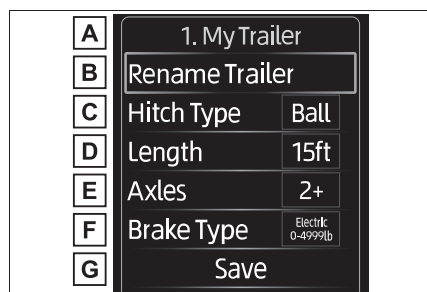 A 1. My Trailer
B Rename Trailer
C Hitch Type Ball
D Length 15ft
E Axles 2+
F Brake Type Electric 0-4999lb
G Save